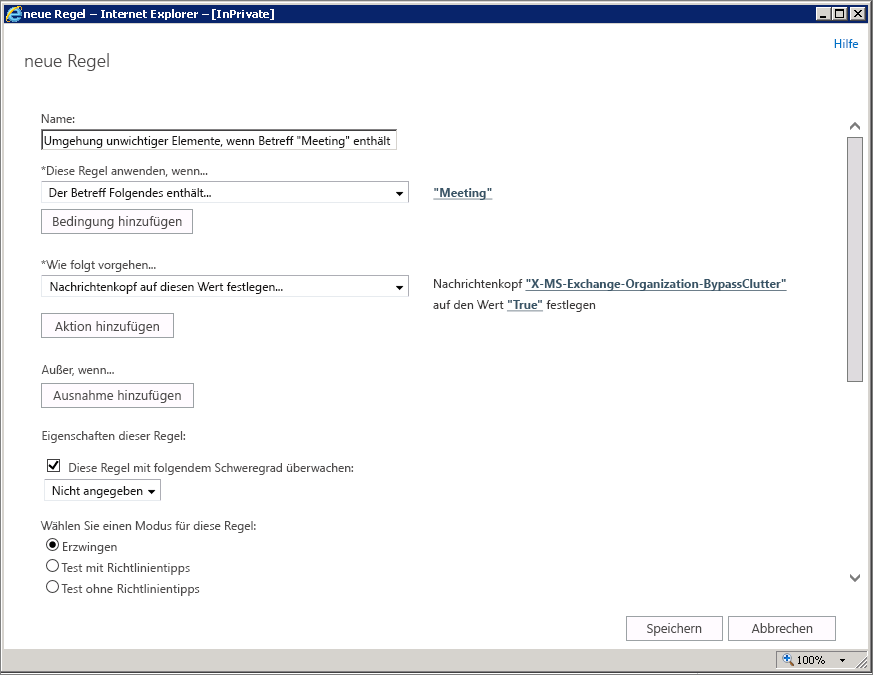 neue Regel – Internet Explorer – [InPrivate]
Hilfe
neue Regel
Name:
Umgehung unwichtiger Elemente, wenn Betreff "Meeting" enthält
*Diese Regel anwenden, wenn...
Der Betreff Folgendes enthält... "Meeting"
Bedingung hinzufügen
*Wie folgt vorgehen...
Nachrichtenkopf auf diesen Wert festlegen... Nachrichtenkopf "X-MS-Exchange-Organization-BypassClutter"
auf den Wert "True" festlegen
Aktion hinzufügen
Außer, wenn...
Ausnahme hinzufügen
Eigenschaften dieser Regel:
Diese Regel mit folgendem Schweregrad überwachen:
Nicht angegeben
Wählen Sie einen Modus für diese Regel:
Erzwingen
Test mit Richtlinientipps
Test ohne Richtlinientipps
Speichern Abbrechen
100%